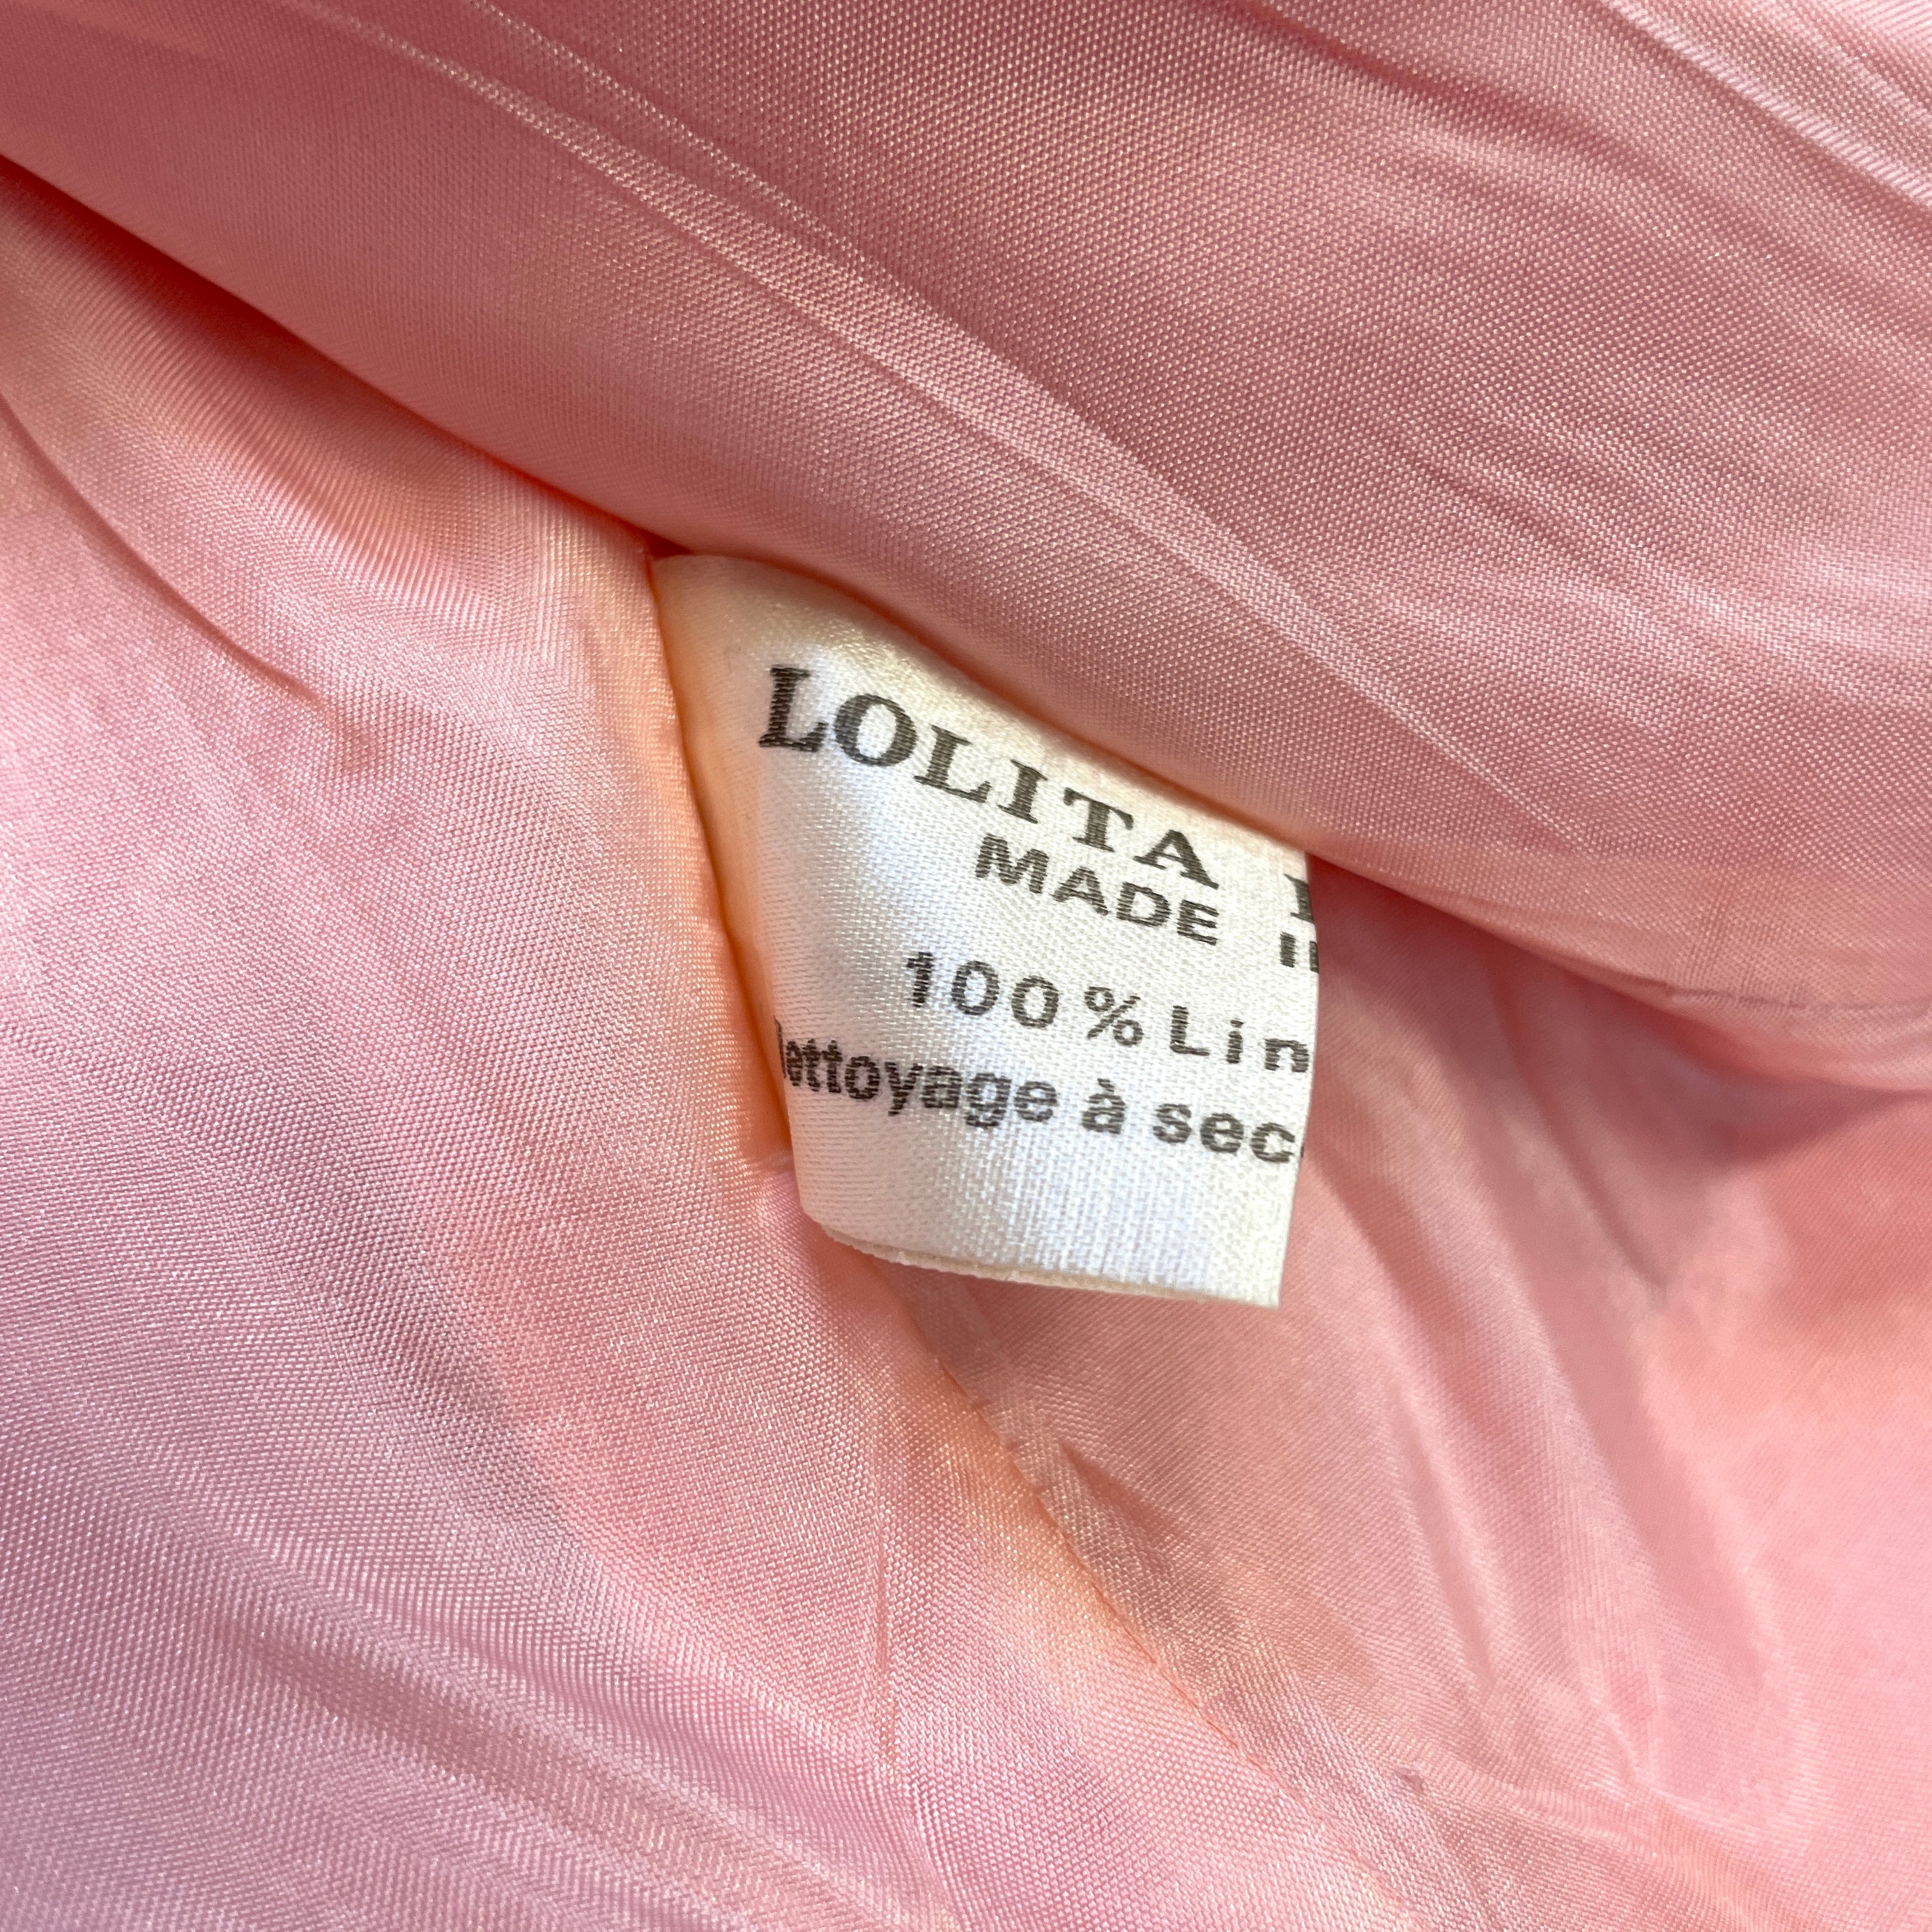 LOLITA
MADE
100% Lin
ettoyage à sec